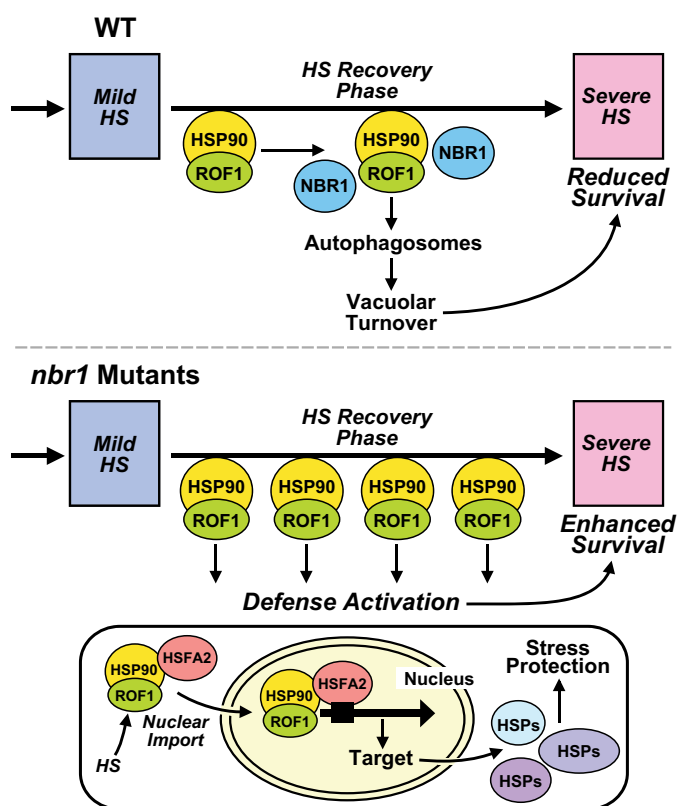 WT
Mild
HS
HS Recovery
Phase
Severe
HS
HSP90
ROF1
NBR1
HSP90
ROF1
NBR1
Reduced
Survival
Autophagosomes
Vacuolar
Turnover
nbr1 Mutants
Mild
HS
HS Recovery
Phase
Severe
HS
HSP90
ROF1
HSP90
ROF1
HSP90
ROF1
HSP90
ROF1
Enhanced
Survival
Defense Activation
HSP90
HSFA2
ROF1
HS
Nuclear
Import
HSP90
HSFA2
ROF1
Nucleus
Target
Stress
Protection
HSPs
HSPs
HSPs